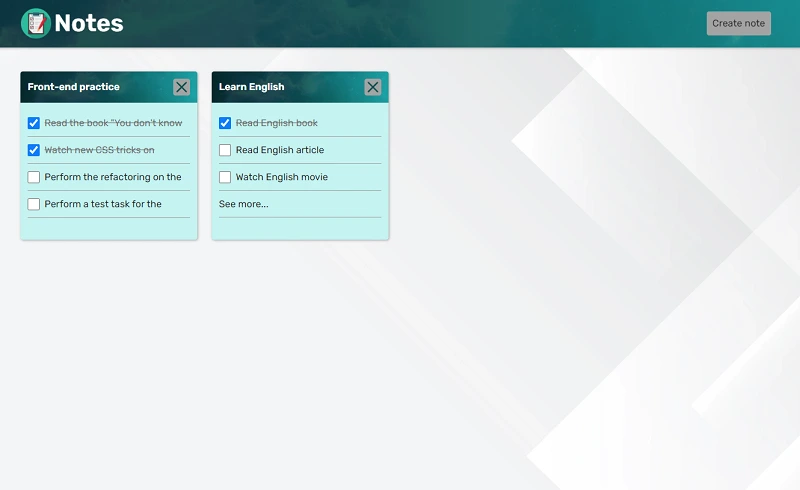 Notes
Create note
Front-end practice
Read the book "You don't know
Watch new CSS tricks on
Perform the refactoring on the
Perform a test task for the
Learn English
Read English book
Read English article
Watch English movie
See more...